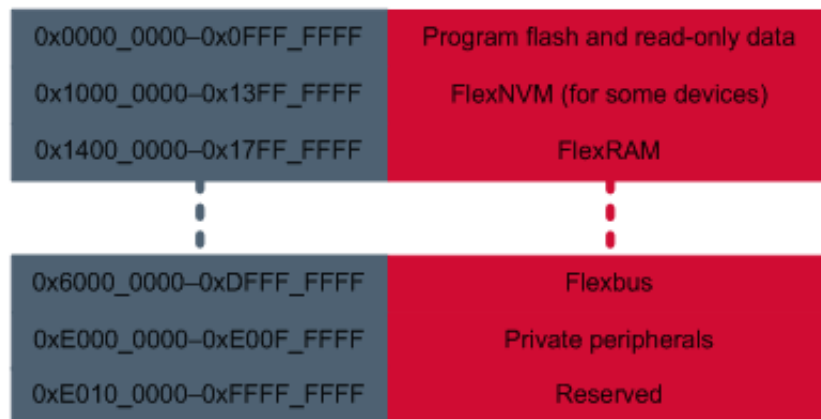 0x0000_0000–0x0FFF_FFFF Program flash and read-only data
0x1000_0000–0x13FF_FFFF FlexNVM (for some devices)
0x1400_0000–0x17FF_FFFF FlexRAM
0x6000_0000–0xDFFF_FFFF Flexbus
0xE000_0000–0xE00F_FFFF Private peripherals
0xE010_0000–0xFFFF_FFFF Reserved